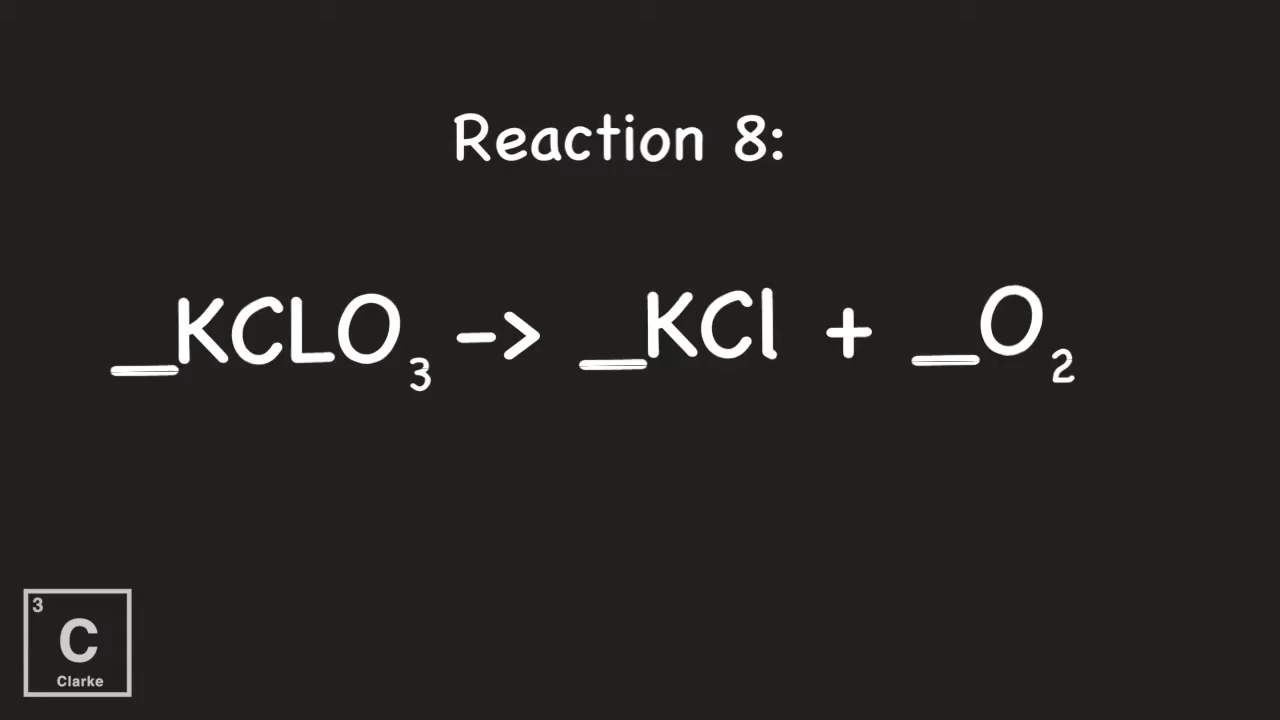 Reaction 8:
_KCLO₃ -> _KCl + _O₂
3
C
Clarke